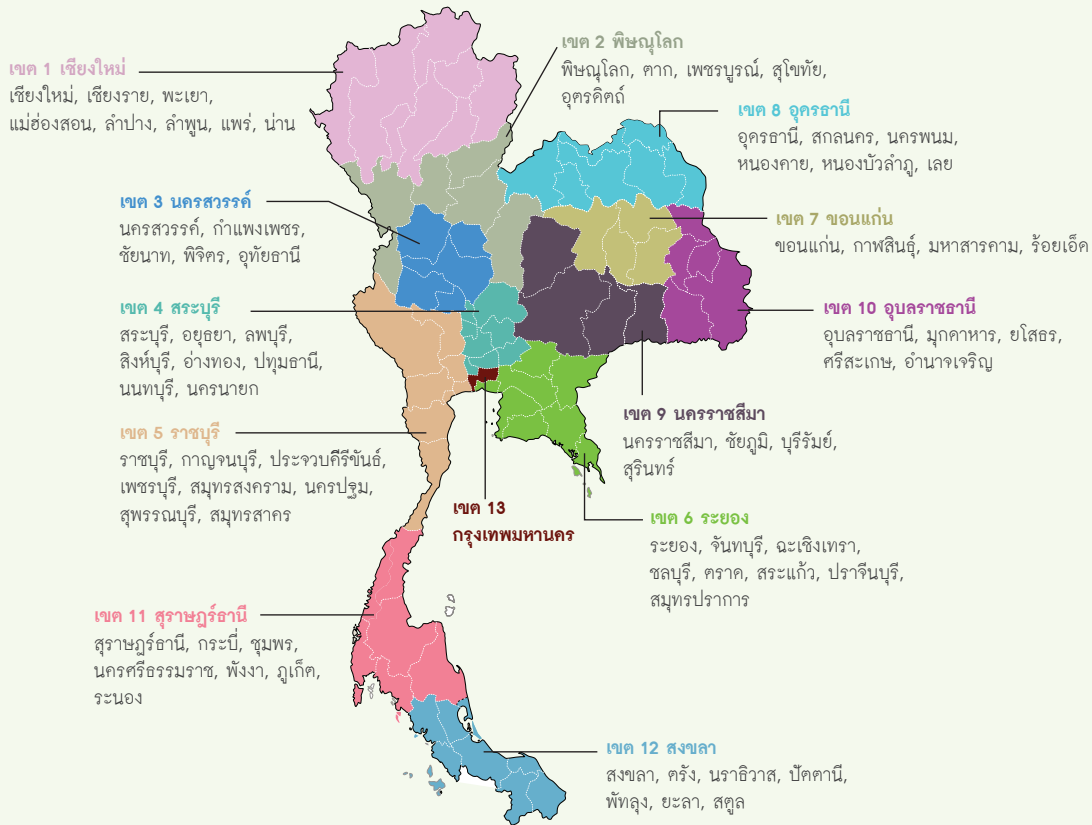 เขต 1 เชียงใหม่
เชียงใหม่, เชียงราย, พะเยา,
แม่ฮ่องสอน, ลำปาง, ลำพูน, แพร่, น่าน
เขต 2 พิษณุโลก
พิษณุโลก, ตาก, เพชรบูรณ์, สุโขทัย,
อุตรดิตถ์
เขต 8 อุดรธานี
อุดรธานี, สกลนคร, นครพนม,
หนองคาย, หนองบัวลำภู, เลย
เขต 3 นครสวรรค์
นครสวรรค์, กำแพงเพชร,
ชัยนาท, พิจิตร, อุทัยธานี
เขต 7 ขอนแก่น
ขอนแก่น, กาฬสินธุ์, มหาสารคาม, ร้อยเอ็ด
เขต 4 สระบุรี
สระบุรี, อยุธยา, ลพบุรี,
สิงห์บุรี, อ่างทอง, ปทุมธานี,
นนทบุรี, นครนายก
เขต 10 อุบลราชธานี
อุบลราชธานี, มุกดาหาร, ยโสธร,
ศรีสะเกษ, อำนาจเจริญ
เขต 9 นครราชสีมา
นครราชสีมา, ชัยภูมิ, บุรีรัมย์,
สุรินทร์
เขต 5 ราชบุรี
ราชบุรี, กาญจนบุรี, ประจวบคีรีขันธ์,
เพชรบุรี, สมุทรสงคราม, นครปฐม,
สุพรรณบุรี, สมุทรสาคร
เขต 13
กรุงเทพมหานคร
เขต 6 ระยอง
ระยอง, จันทบุรี, ฉะเชิงเทรา,
ชลบุรี, ตราด, สระแก้ว, ปราจีนบุรี,
สมุทรปราการ
เขต 11 สุราษฎร์ธานี
สุราษฎร์ธานี, กระบี่, ชุมพร,
นครศรีธรรมราช, พังงา, ภูเก็ต,
ระนอง
เขต 12 สงขลา
สงขลา, ตรัง, นราธิวาส, ปัตตานี,
พัทลุง, ยะลา, สตูล